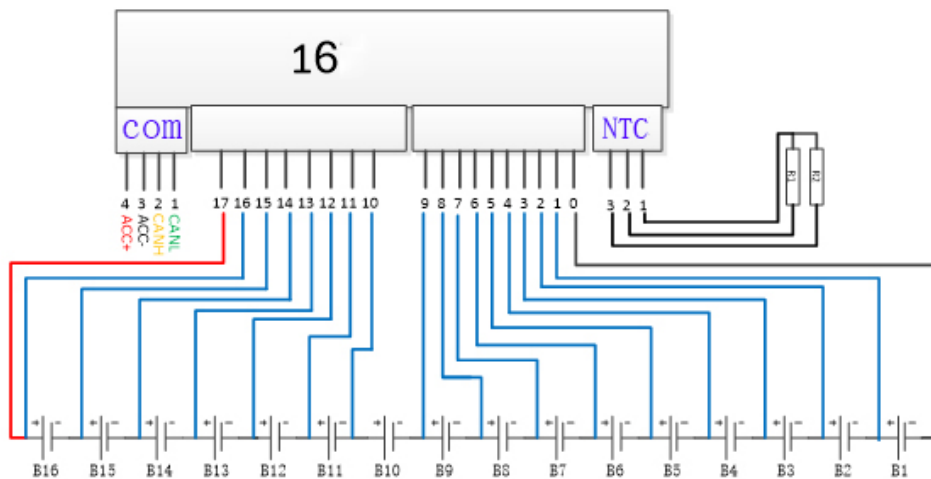 16
com
NTC
R1 R2
17 16 15 14 13 12 11 10 9 8 7 6 5 4 3 2 1 0
4 3 2 1
3 2 1
ACC+
ACC-
CANH
CANL
B16 B15 B14 B13 B12 B11 B10 B9 B8 B7 B6 B5 B4 B3 B2 B1